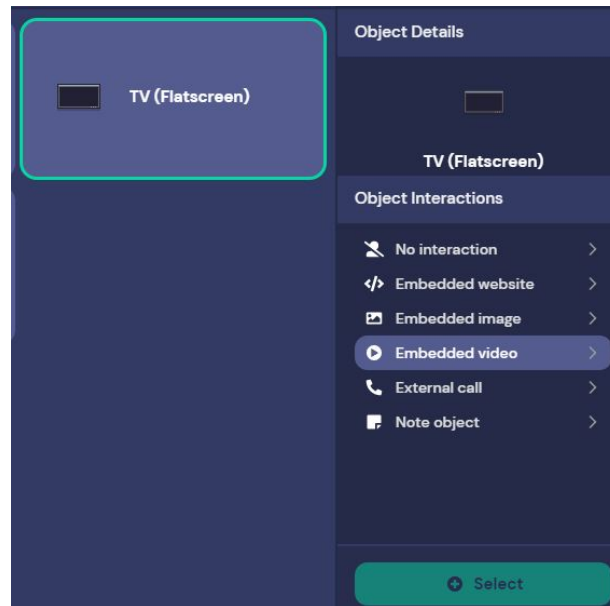 TV (Flatscreen)
Object Details
TV (Flatscreen)
Object Interactions
No interaction
Embedded website
Embedded image
Embedded video
External call
Note object
Select